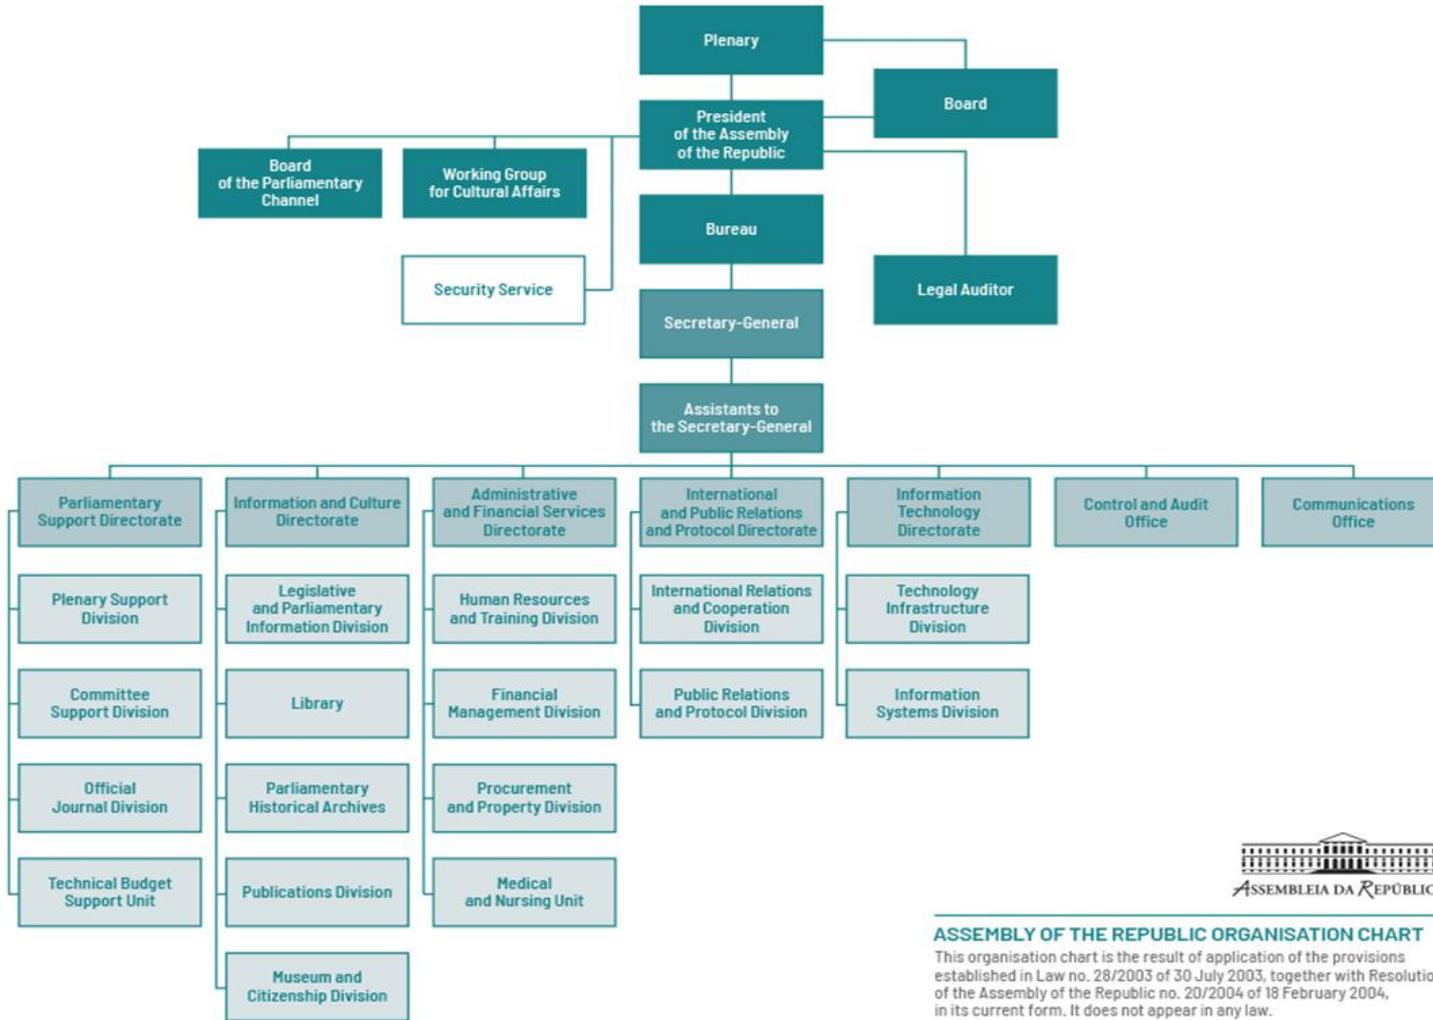 Plenary
Board
President
of the Assembly
of the Republic
Board
of the Parliamentary
Channel
Working Group
for Cultural Affairs
Bureau
Security Service
Legal Auditor
Secretary-General
Assistants to
the Secretary-General
Parliamentary
Support Directorate
Information and Culture
Directorate
Administrative
and Financial Services
Directorate
International
and Public Relations
and Protocol Directorate
Information
Technology
Directorate
Control and Audit
Office
Communications
Office
Plenary Support
Division
Legislative
and Parliamentary
Information Division
Human Resources
and Training Division
International Relations
and Cooperation
Division
Technology
Infrastructure
Division
Committee
Support Division
Library
Financial
Management Division
Public Relations
and Protocol Division
Information
Systems Division
Official
Journal Division
Parliamentary
Historical Archives
Procurement
and Property Division
Technical Budget
Support Unit
Publications Division
Medical
and Nursing Unit
Museum and
Citizenship Division
ASSEMBLEIA DA REPÚBLIC
ASSEMBLY OF THE REPUBLIC ORGANISATION CHART
This organisation chart is the result of application of the provisions
established in Law no. 28/2003 of 30 July 2003, together with Resolutio
of the Assembly of the Republic no. 20/2004 of 18 February 2004,
in its current form. It does not appear in any law.